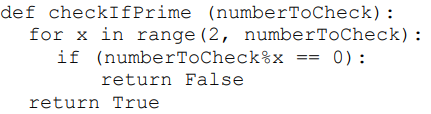 def checkIfPrime (numberToCheck):
  for x in range(2, numberToCheck):
    if (numberToCheck%x == 0):
       return False
  return True